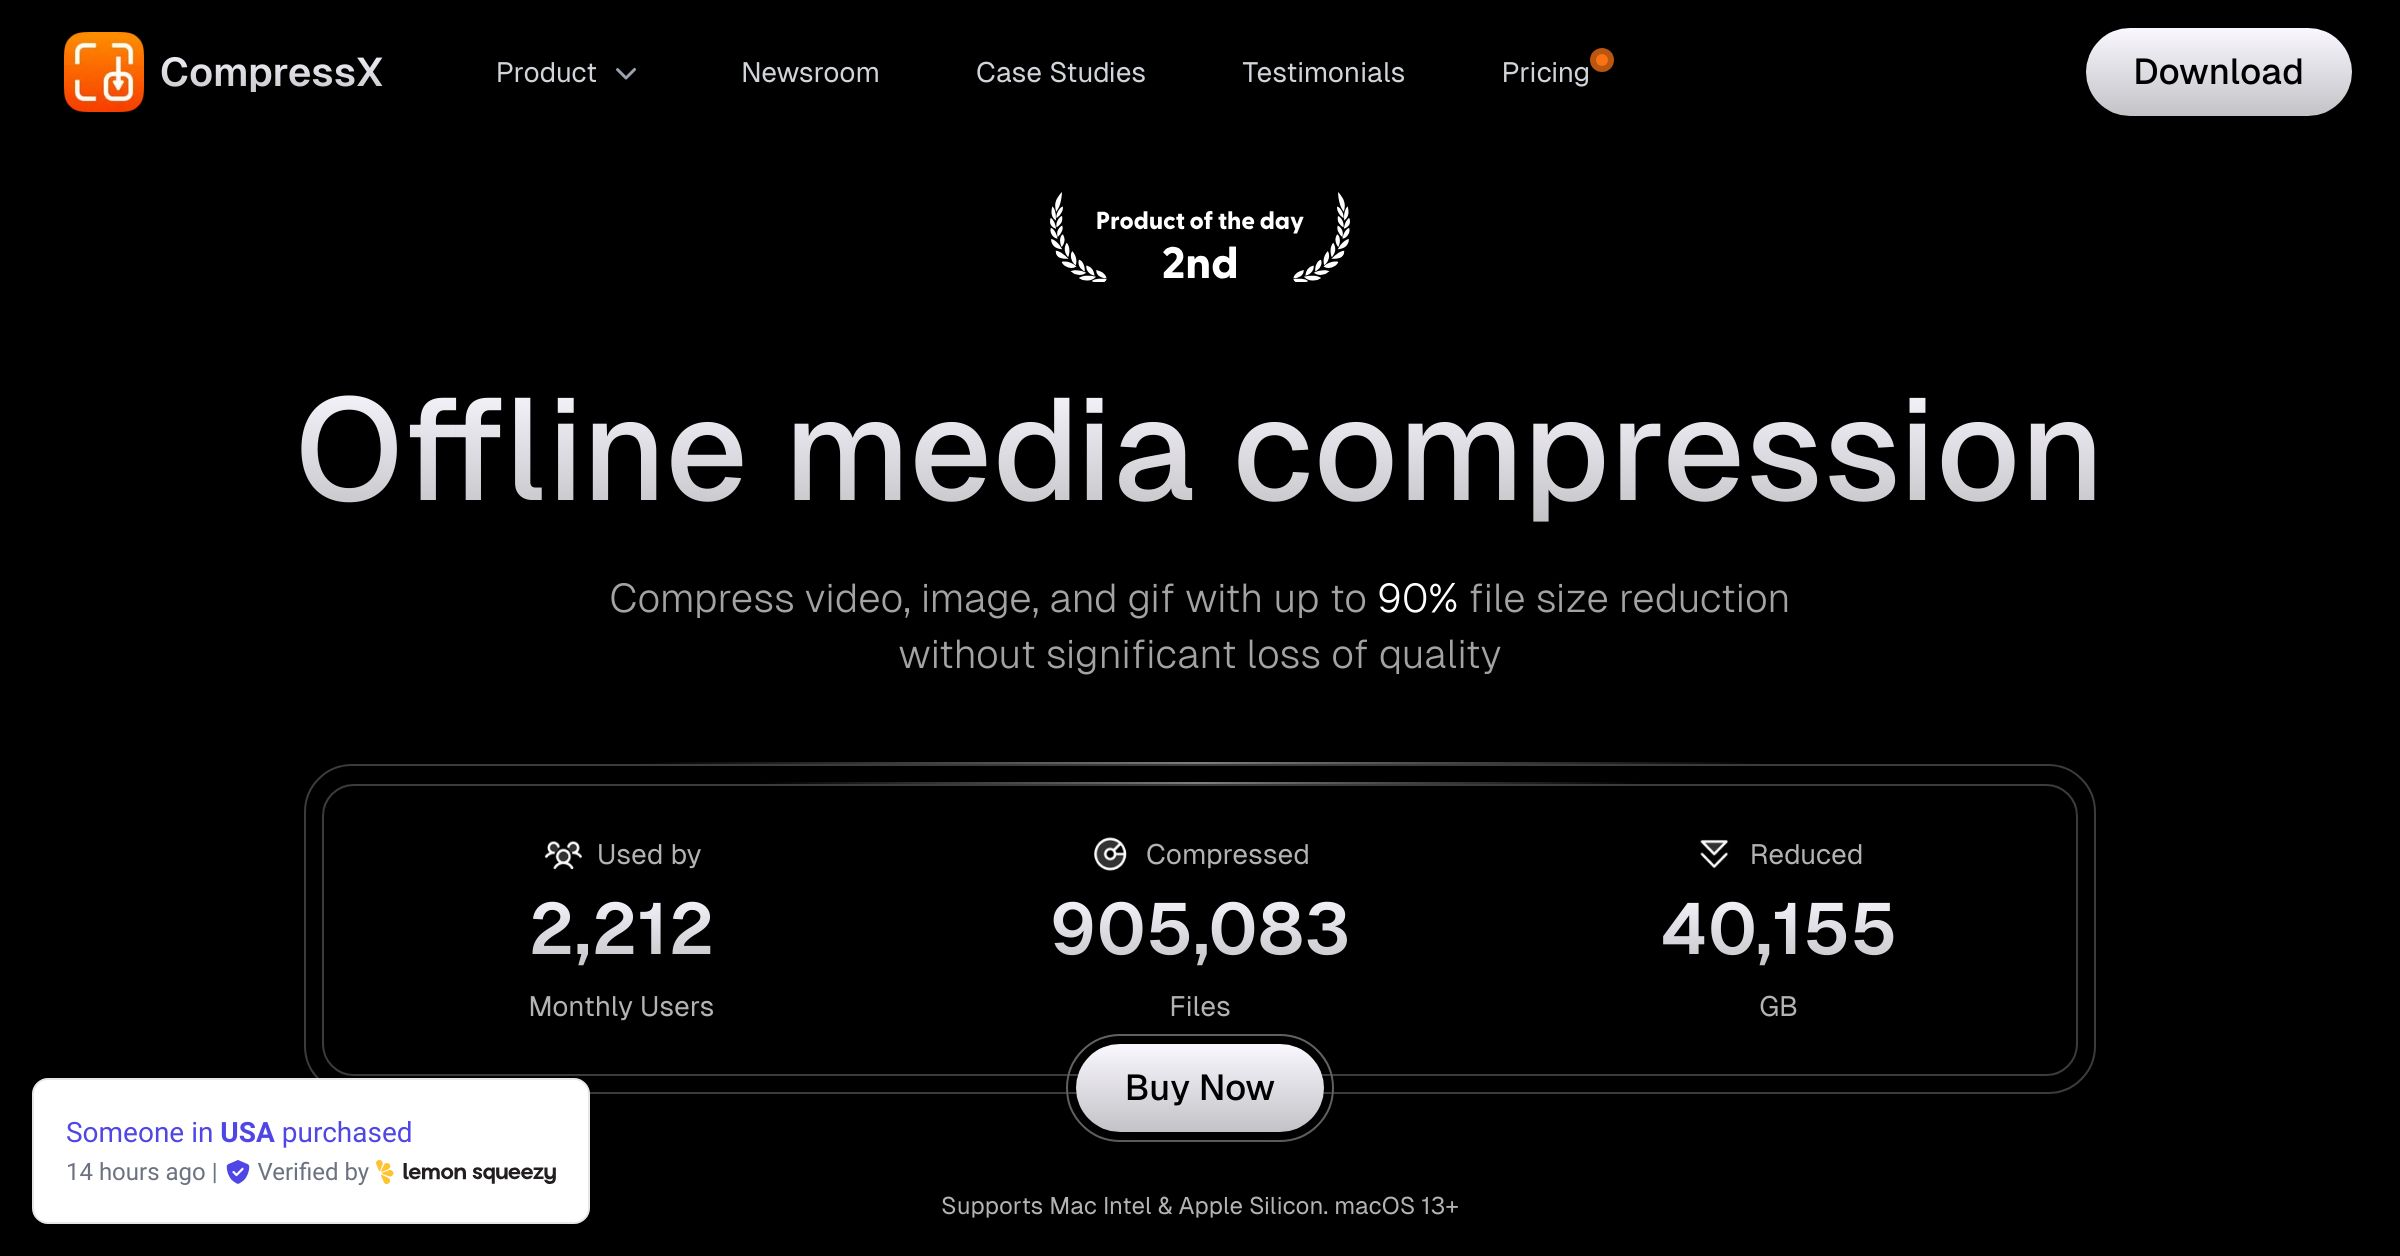 CompressX
Product
Newsroom
Case Studies
Testimonials
Pricing
Download
Product of the day
2nd
Offline media compression
Compress video, image, and gif with up to 90% file size reduction
without significant loss of quality
Used by
2,212
Monthly Users
Compressed
905,083
Files
Reduced
40,155
GB
Buy Now
Someone in USA purchased
14 hours ago | Verified by lemon squeezy
Supports Mac Intel & Apple Silicon. macOS 13+